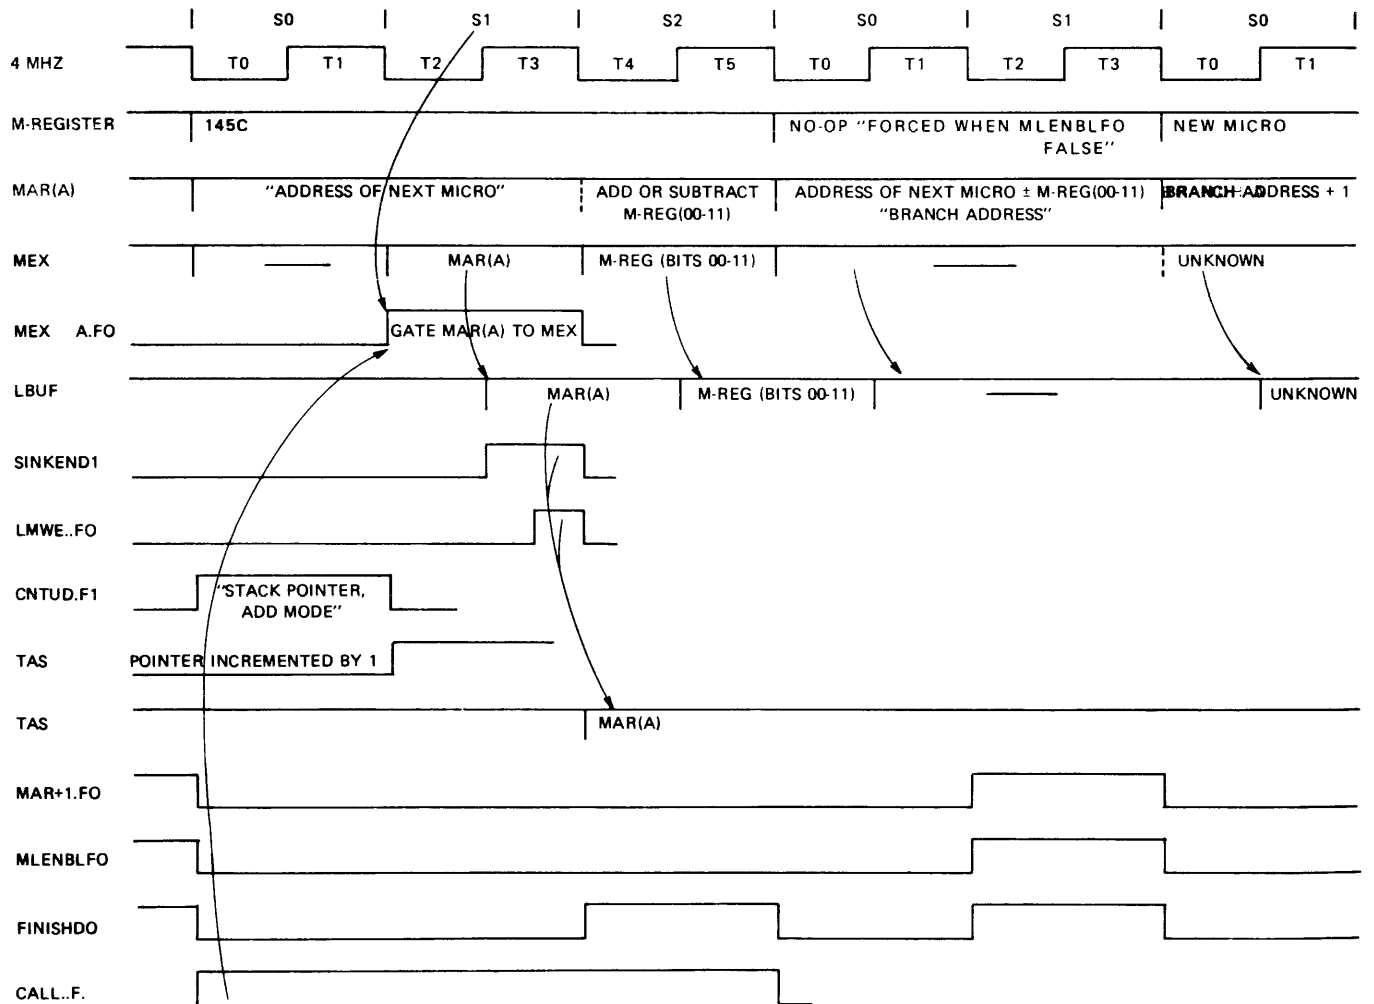 S0 S1 S2 S0 S1 S0
4 MHZ T0 T1 T2 T3 T4 T5 T0 T1 T2 T3 T0 T1
M-REGISTER 145C NO-OP "FORCED WHEN MLENBLFO NEW MICRO
FALSE"
MAR(A) "ADDRESS OF NEXT MICRO" ADD OR SUBTRACT ADDRESS OF NEXT MICRO ± M-REG(00-11) BRANCH ADDRESS + 1
M-REG(00-11) "BRANCH ADDRESS"
MEX MAR(A) M-REG (BITS 00-11) UNKNOWN
MEX A.FO GATE MAR(A) TO MEX
LBUF MAR(A) M-REG (BITS 00-11) UNKNOWN
SINKEND1
LMWE..FO
CNTUD.F1 "STACK POINTER,
ADD MODE"
TAS POINTER INCREMENTED BY 1
TAS MAR(A)
MAR+1.FO
MLENBLFO
FINISHDO
CALL..F.